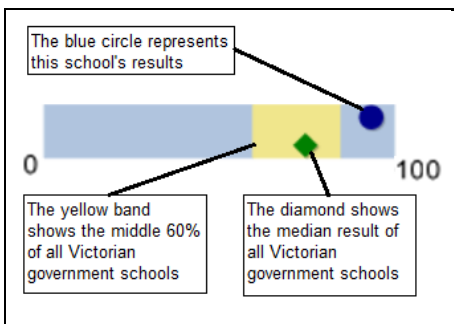 The blue circle represents
this school's results
0
100
The yellow band
shows the middle 60%
of all Victorian
government schools
The diamond shows
the median result of
all Victorian
government schools